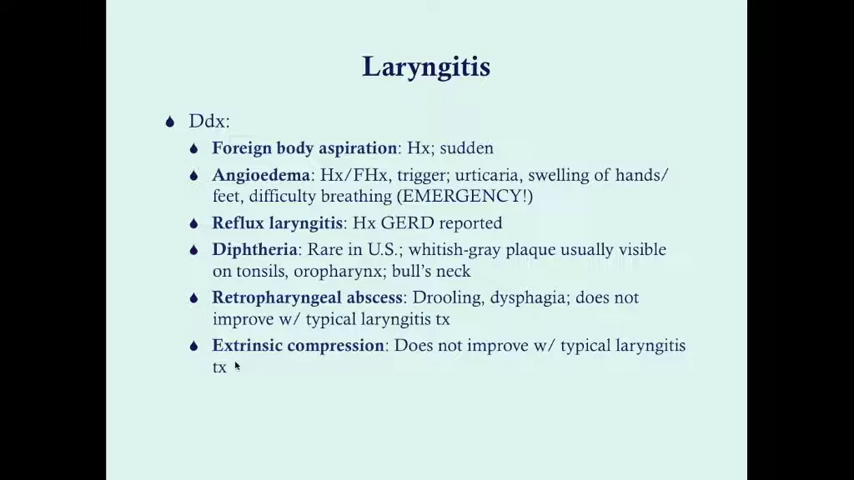 Laryngitis
Ddx:
Foreign body aspiration: Hx; sudden
Angioedema: Hx/FHx, trigger; urticaria, swelling of hands/
feet, difficulty breathing (EMERGENCY!)
Reflux laryngitis: Hx GERD reported
Diphtheria: Rare in U.S.; whitish-gray plaque usually visible
on tonsils, oropharynx; bull's neck
Retropharyngeal abscess: Drooling, dysphagia; does not
improve w/ typical laryngitis tx
Extrinsic compression: Does not improve w/ typical laryngitis
tx